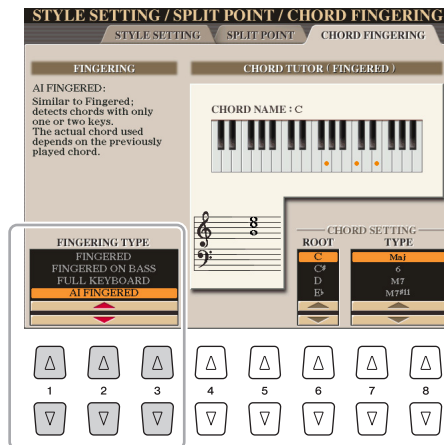 STYLE SETTING / SPLIT POINT / CHORD FINGERING
STYLE SETTING SPLIT POINT CHORD FINGERING
FINGERING
AI FINGERED:
Similar to Fingered;
detects chords with only
one or two keys.
The actual chord used
depends on the previously
played chord.
CHORD TUTOR ( FINGERED )
CHORD NAME : C
FINGERING TYPE
FINGERED
FINGERED ON BASS
FULL KEYBOARD
AI FINGERED
CHORD SETTING
ROOT TYPE
C Maj
C# 6
D M7
E♭ M7#11
1 2 3 4 5 6 7 8